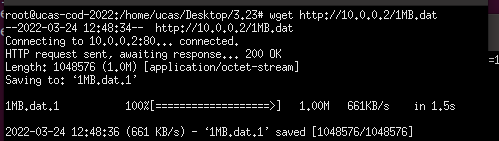 root@ucas-cod-2022:/home/ucas/Desktop/3.23# wget http://10.0.0.2/1MB.dat
--2022-03-24 12:48:34--  http://10.0.0.2/1MB.dat
Connecting to 10.0.0.2:80... connected.
HTTP request sent, awaiting response... 200 OK
Length: 1048576 (1.0M) [application/octet-stream]
Saving to: ‘1MB.dat.1’
1MB.dat.1           100%[===================>]   1.00M   661KB/s    in 1.5s
2022-03-24 12:48:36 (661 KB/s) - ‘1MB.dat.1’ saved [1048576/1048576]